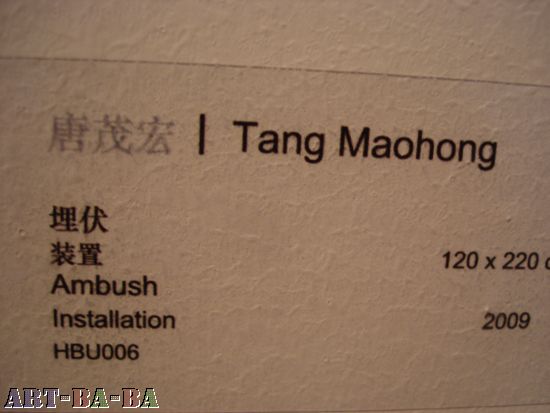 唐茂宏 | Tang Maohong
埋伏
装置 120 x 220
Ambush
Installation 2009
HBU006
ART-BA-BA